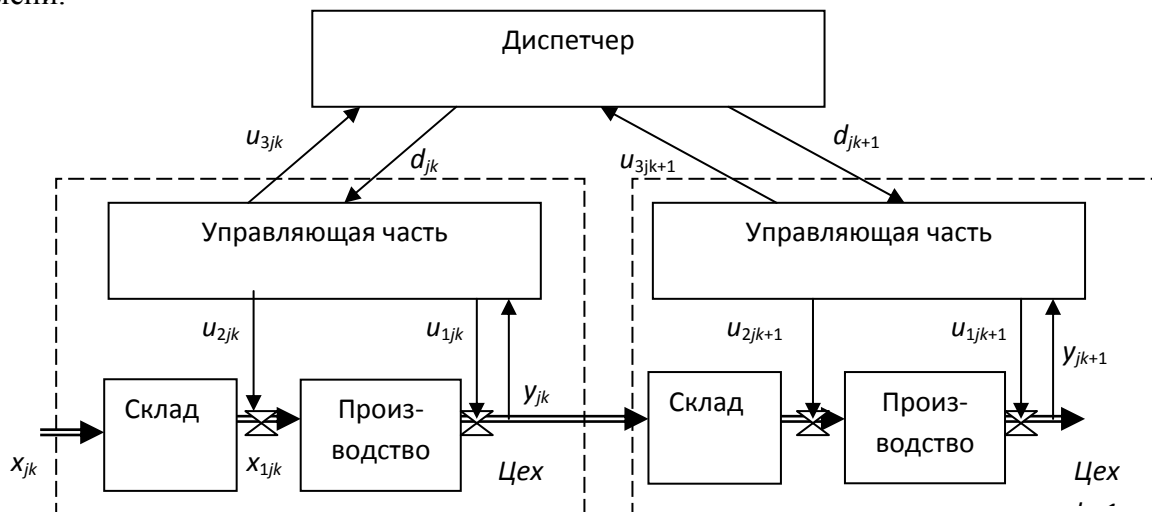 Диспетчер
u3jk
djk
u3jk+1
djk+1
Управляющая часть
Управляющая часть
u2jk
u1jk
u2jk+1
u1jk+1
yjk
yjk+1
Склад
Произ-
водство
Склад
Произ-
водство
xjk
x1jk
Цех
Цех